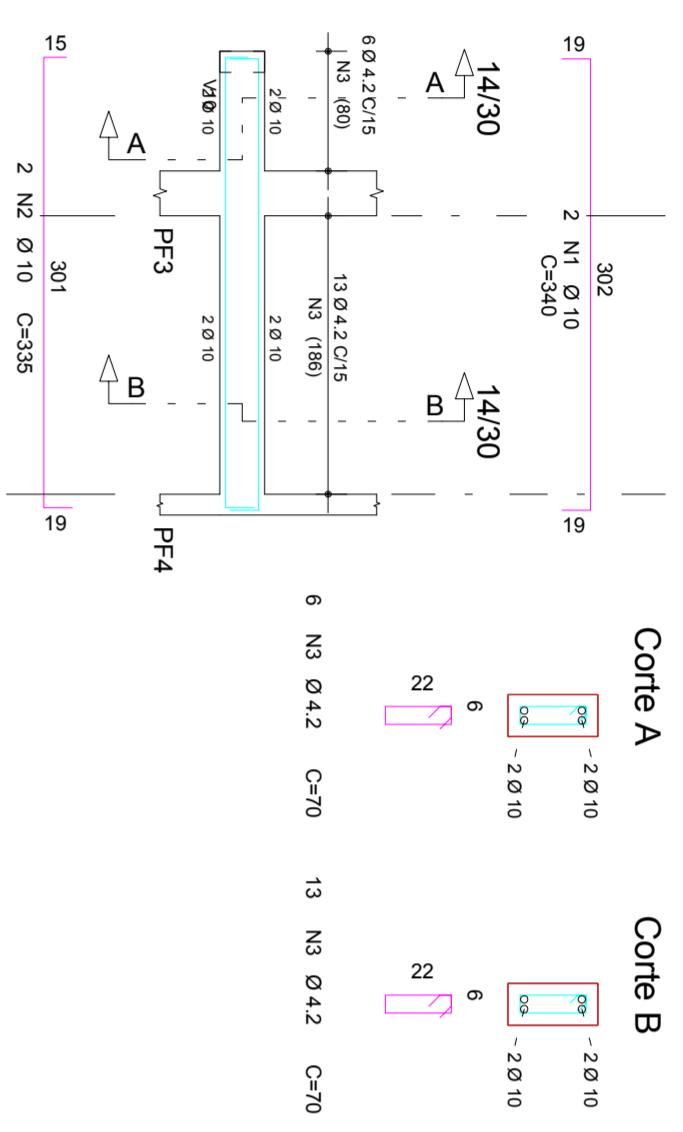 19
302
19
2 N1 Ø 10
C=340
14/30
14/30
A
B
6 Ø 4.2 C/15
N3 (80)
13 Ø 4.2 C/15
N3 (186)
2 Ø 10
2 Ø 10
2 Ø 10
2 Ø 10
PF3
PF4
A
B
15
301
19
2 N2 Ø 10 C=335
Corte A
2 Ø 10
2 Ø 10
6
22
6 N3 Ø 4.2 C=70
Corte B
2 Ø 10
2 Ø 10
6
22
13 N3 Ø 4.2 C=70